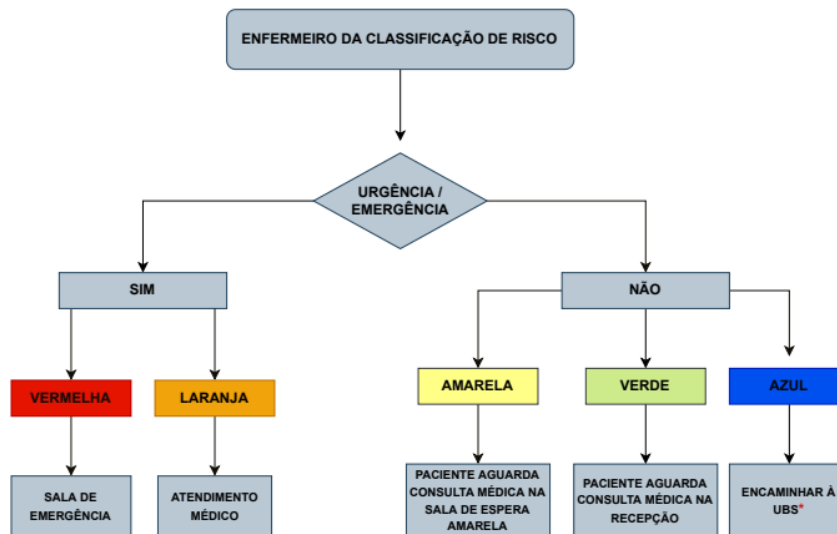 ENFERMEIRO DA CLASSIFICAÇÃO DE RISCO
URGÊNCIA /
EMERGÊNCIA
SIM
NÃO
VERMELHA
LARANJA
AMARELA
VERDE
AZUL
SALA DE
EMERGÊNCIA
ATENDIMENTO
MÉDICO
PACIENTE AGUARDA
CONSULTA MÉDICA NA
SALA DE ESPERA
AMARELA
PACIENTE AGUARDA
CONSULTA MÉDICA NA
RECEPÇÃO
ENCAMINHAR À
UBS*